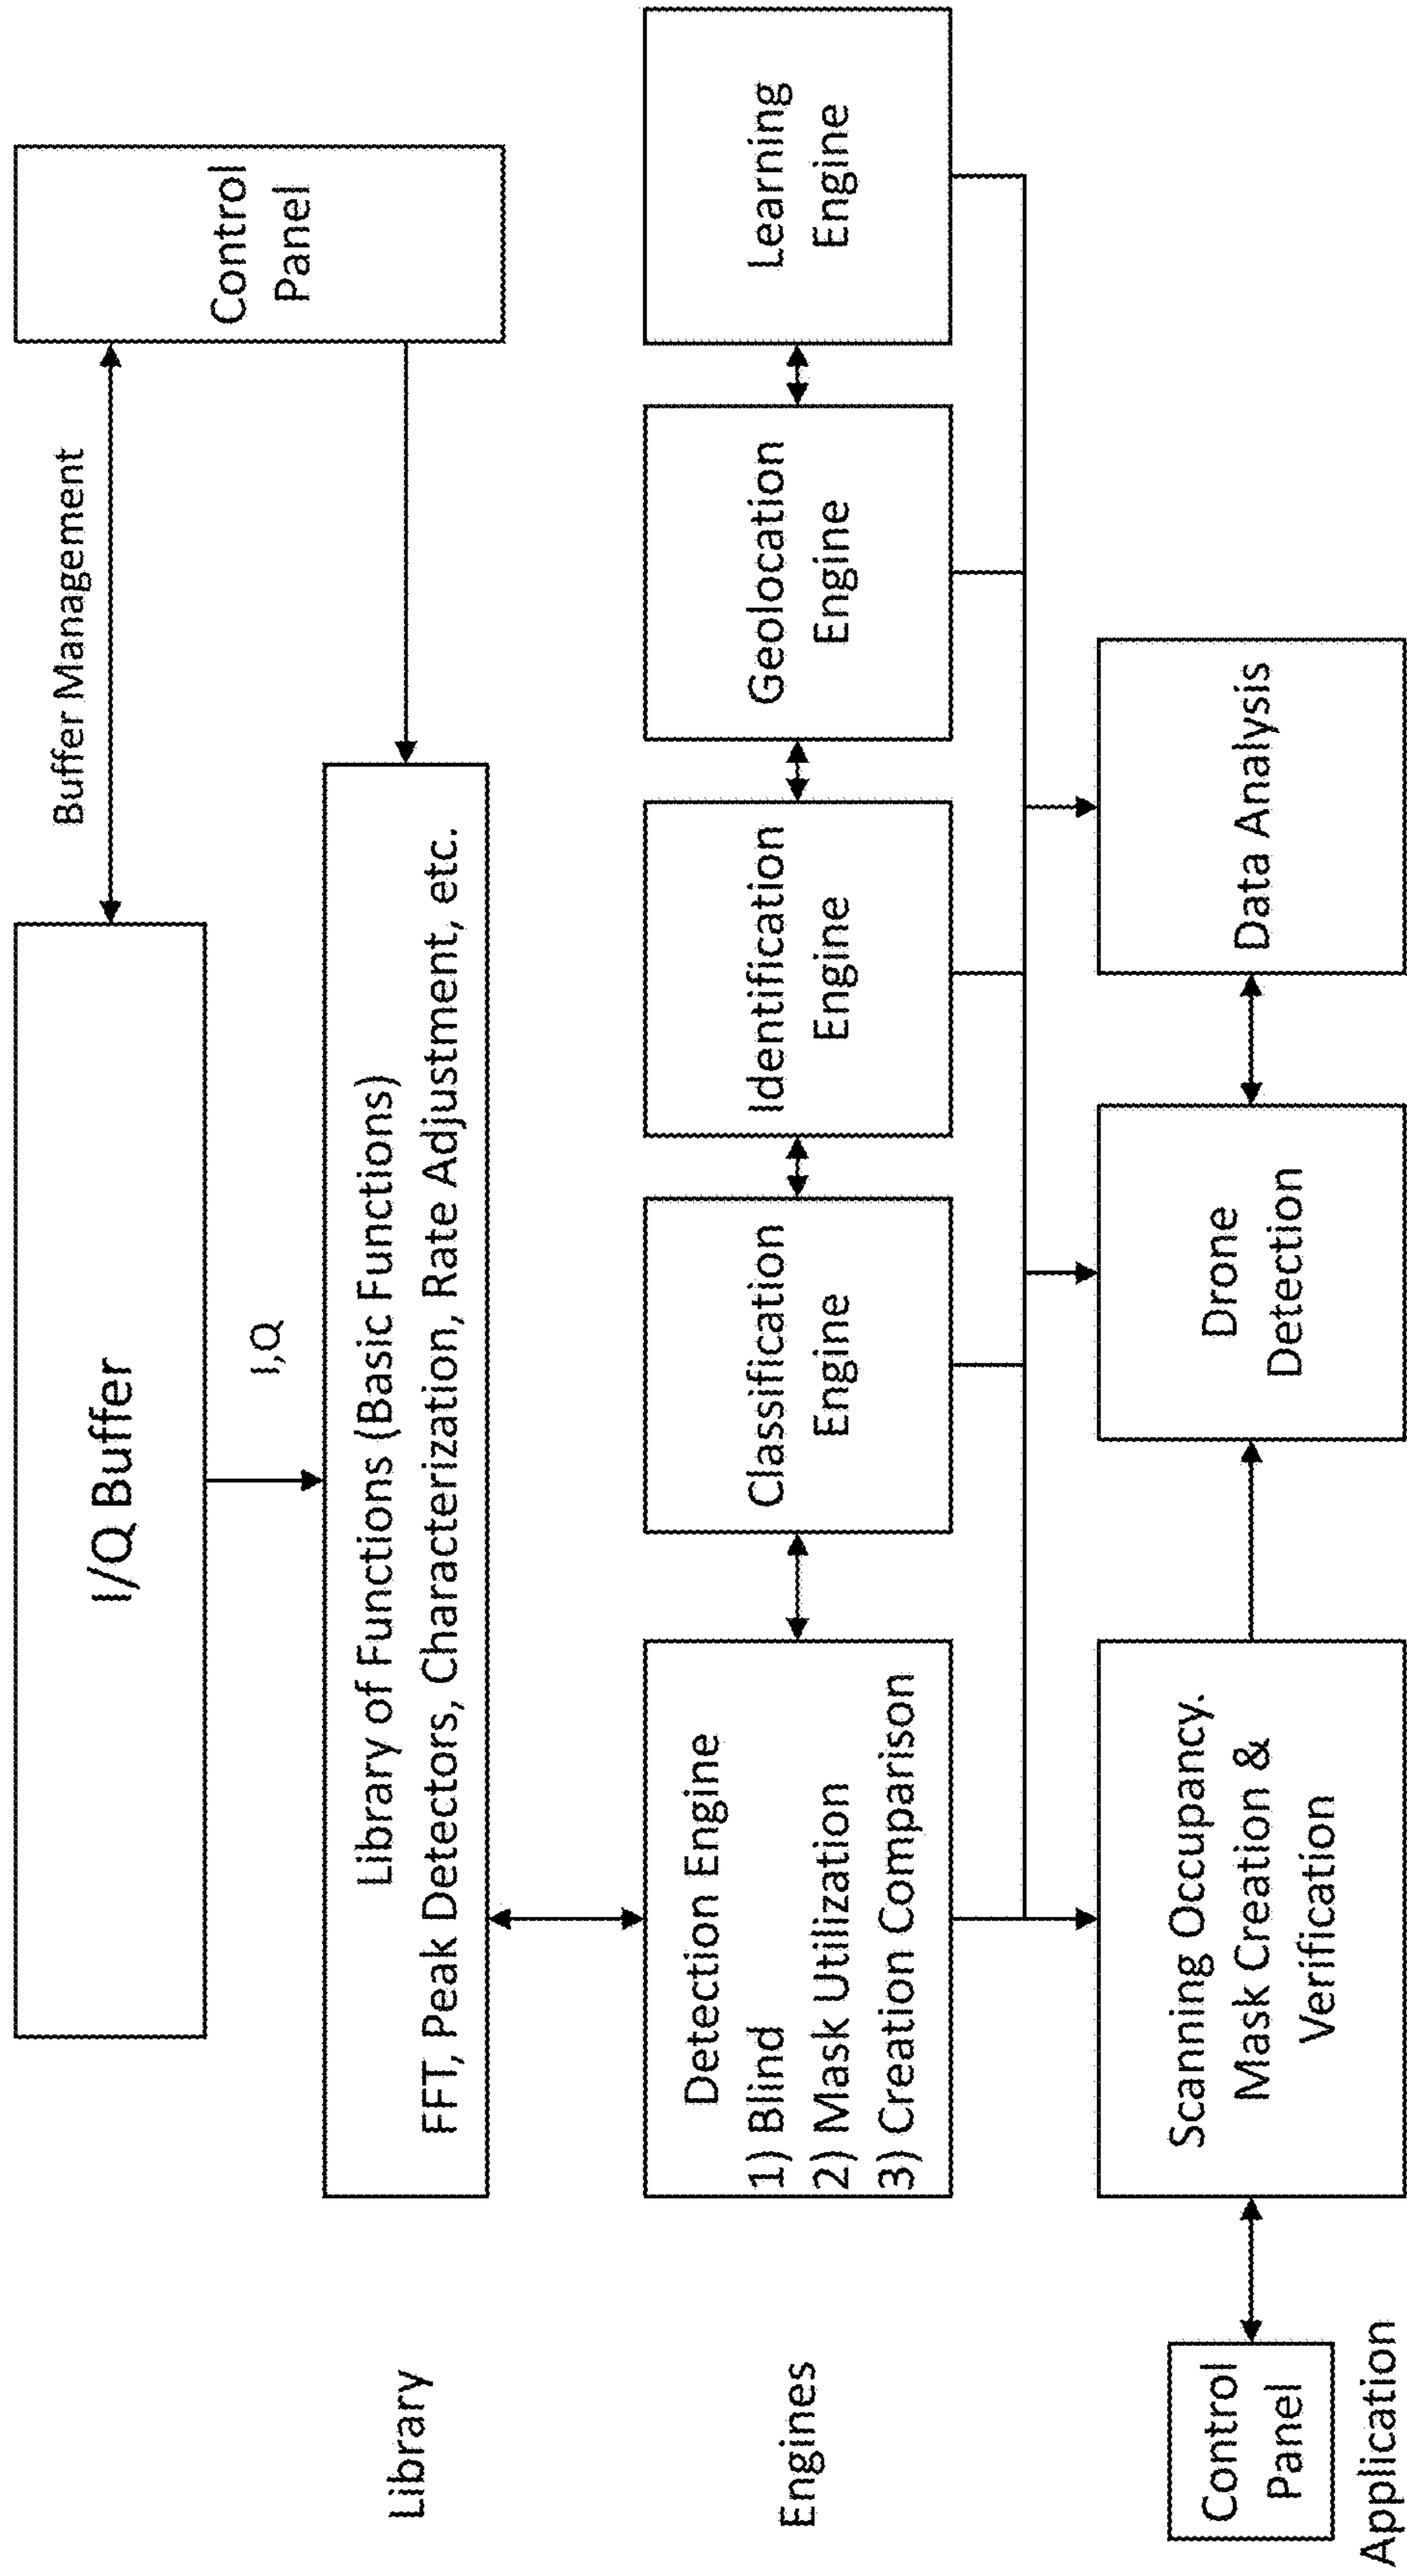 I/Q Buffer
Buffer Management
Control
Panel
I,Q
Library
Library of Functions (Basic Functions)
FFT, Peak Detectors, Characterization, Rate Adjustment, etc.
Engines
Detection Engine
1) Blind
2) Mask Utilization
3) Creation Comparison
Classification
Engine
Identification
Engine
Geolocation
Engine
Learning
Engine
Control
Panel
Application
Scanning Occupancy.
Mask Creation &
Verification
Drone
Detection
Data Analysis